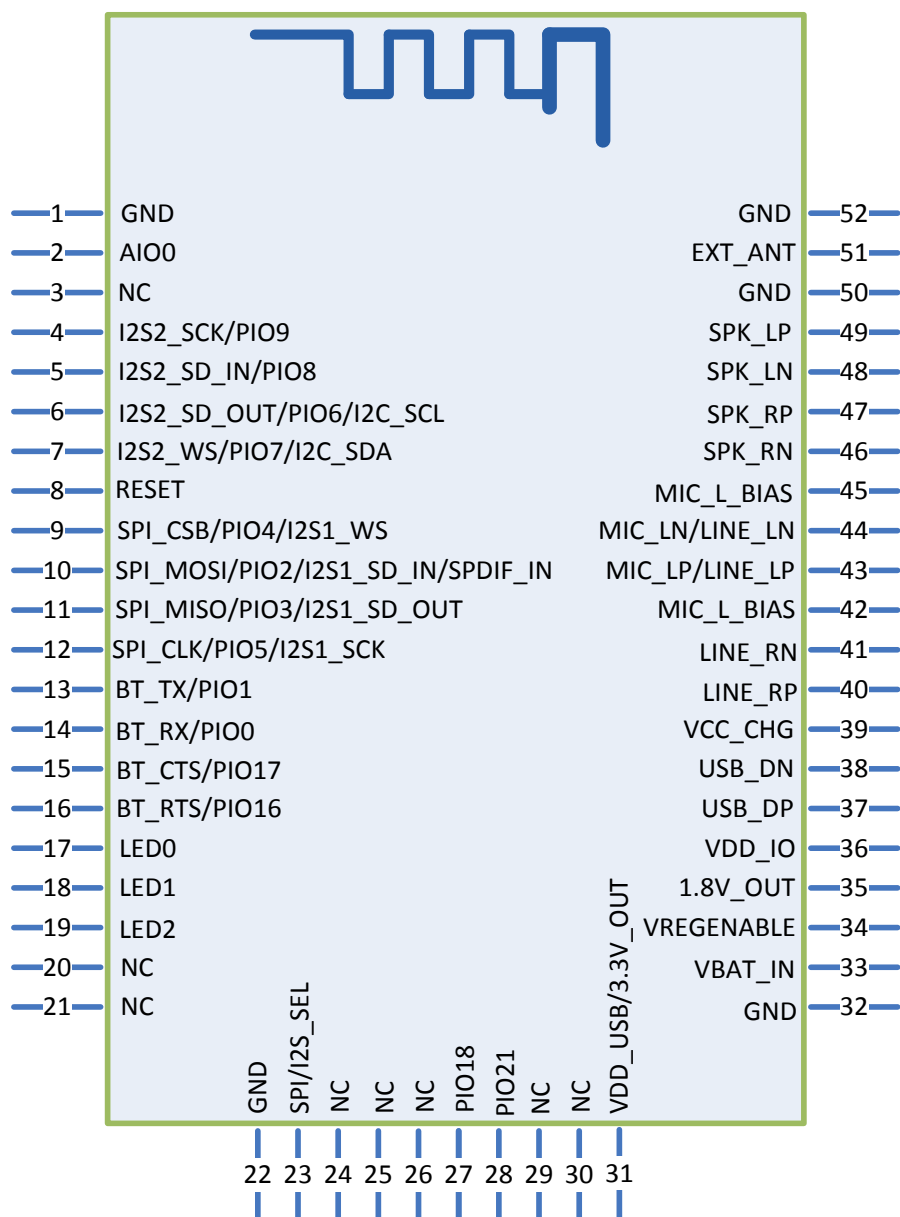 1 GND
2 AIO0
3 NC
4 I2S2_SCK/PIO9
5 I2S2_SD_IN/PIO8
6 I2S2_SD_OUT/PIO6/I2C_SCL
7 I2S2_WS/PIO7/I2C_SDA
8 RESET
9 SPI_CSB/PIO4/I2S1_WS
10 SPI_MOSI/PIO2/I2S1_SD_IN/SPDIF_IN
11 SPI_MISO/PIO3/I2S1_SD_OUT
12 SPI_CLK/PIO5/I2S1_SCK
13 BT_TX/PIO1
14 BT_RX/PIO0
15 BT_CTS/PIO17
16 BT_RTS/PIO16
17 LED0
18 LED1
19 LED2
20 NC
21 NC
GND 22
SPI/I2S_SEL 23
NC 24
NC 25
NC 26
PIO18 27
PIO21 28
NC 29
NC 30
VDD_USB/3.3V_OUT 31
GND 52
EXT_ANT 51
GND 50
SPK_LP 49
SPK_LN 48
SPK_RP 47
SPK_RN 46
MIC_L_BIAS 45
MIC_LN/LINE_LN 44
MIC_LP/LINE_LP 43
MIC_L_BIAS 42
LINE_RN 41
LINE_RP 40
VCC_CHG 39
USB_DN 38
USB_DP 37
VDD_IO 36
1.8V_OUT 35
VREGENABLE 34
VBAT_IN 33
GND 32